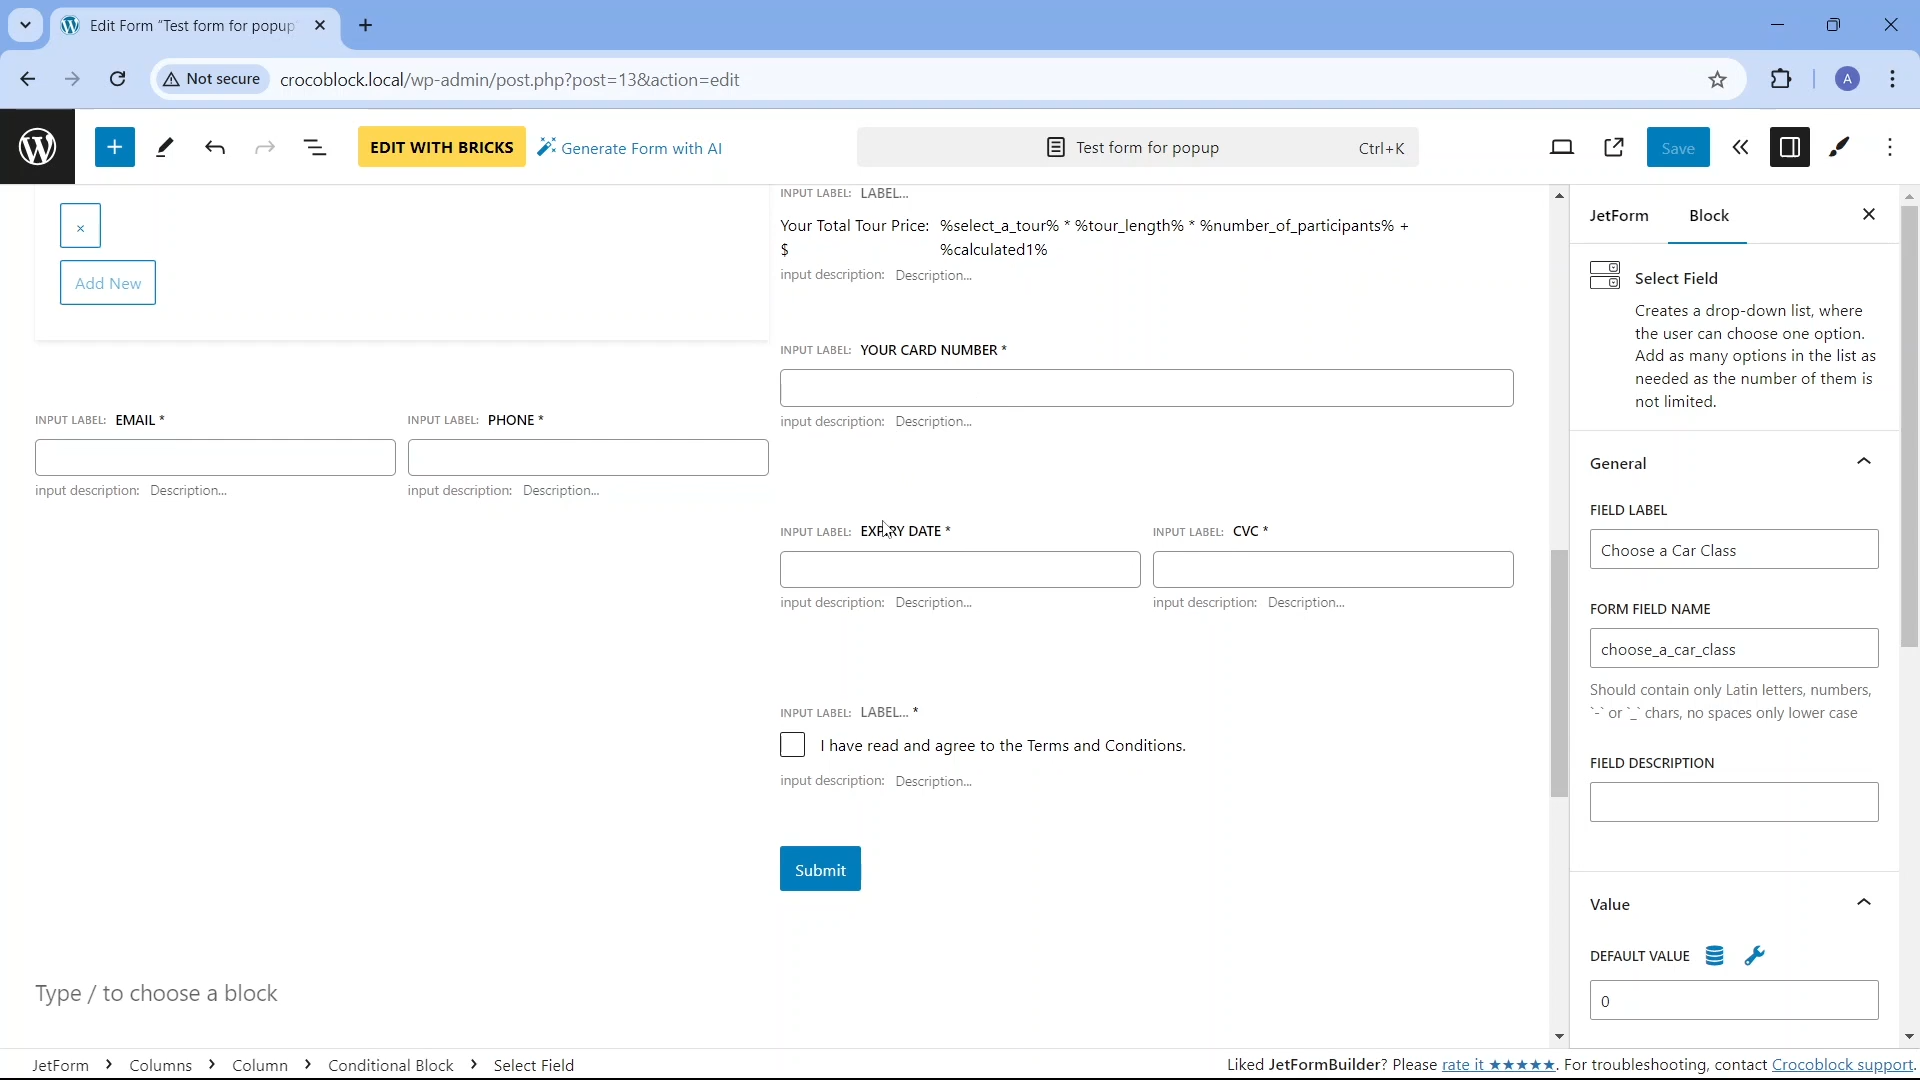 Edit Form "Test form for popup
Not secure
crocoblock.local/wp-admin/post.php?post=13&action=edit
A
EDIT WITH BRICKS
Generate Form with AI
Test form for popup
Ctrl+K
Save
×
Add New
INPUT LABEL: EMAIL *
input description: Description...
INPUT LABEL: PHONE *
input description: Description...
INPUT LABEL: LABEL...
Your Total Tour Price: %select_a_tour% * %tour_length% * %number_of_participants% +
$ %calculated1%
input description: Description...
INPUT LABEL: YOUR CARD NUMBER *
input description: Description...
INPUT LABEL: EXPIRY DATE *
input description: Description...
INPUT LABEL: CVC *
input description: Description...
INPUT LABEL: LABEL... *
I have read and agree to the Terms and Conditions.
input description: Description...
Submit
Type / to choose a block
JetForm
Block
Select Field
Creates a drop-down list, where
the user can choose one option.
Add as many options in the list as
needed as the number of them is
not limited.
General
FIELD LABEL
Choose a Car Class
FORM FIELD NAME
choose_a_car_class
Should contain only Latin letters, numbers,
`-` or `_` chars, no spaces only lower case
FIELD DESCRIPTION
Value
DEFAULT VALUE
0
JetForm > Columns > Column > Conditional Block > Select Field
Liked JetFormBuilder? Please rate it ★★★★★. For troubleshooting, contact Crocoblock support.